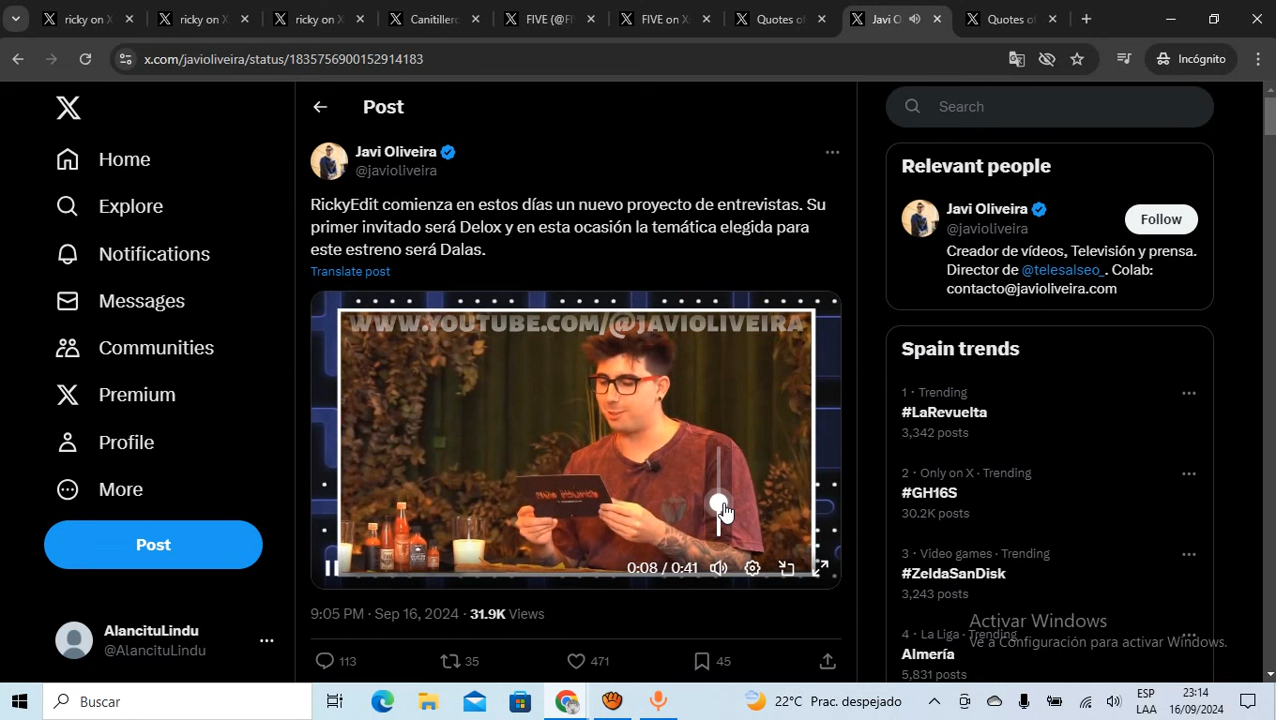 ricky on X
ricky on X
ricky on X
Canitillero
FIVE (@FI
FIVE on X
Quotes of
Javi O
Quotes of
x.com/javioliveira/status/1835756900152914183
Incógnito
Post
Search
Javi Oliveira
@javioliveira
RickyEdit comienza en estos días un nuevo proyecto de entrevistas. Su
primer invitado será Delox y en esta ocasión la temática elegida para
este estreno será Dalas.
Translate post
WWW.YOUTUBE.COM/@JAVIOLIVEIRA
0:08 / 0:41
9:05 PM · Sep 16, 2024 · 31.9K Views
113
35
471
45
Home
Explore
Notifications
Messages
Communities
Premium
Profile
More
Post
AlancituLindu
@AlancituLindu
Relevant people
Javi Oliveira
@javioliveira
Follow
Creador de vídeos, Televisión y prensa.
Director de @telesalseo_. Colab:
contacto@javioliveira.com
Spain trends
1 · Trending
#LaRevuelta
3,342 posts
2 · Only on X · Trending
#GH16S
30.2K posts
3 · Video games · Trending
#ZeldaSanDisk
3,243 posts
4 · La Liga · Trending
Almería
5,831 posts
Activar Windows
Ve a Configuración para activar Windows.
Buscar
22°C Prac. despejado
ESP
LAA
23:14
16/09/2024